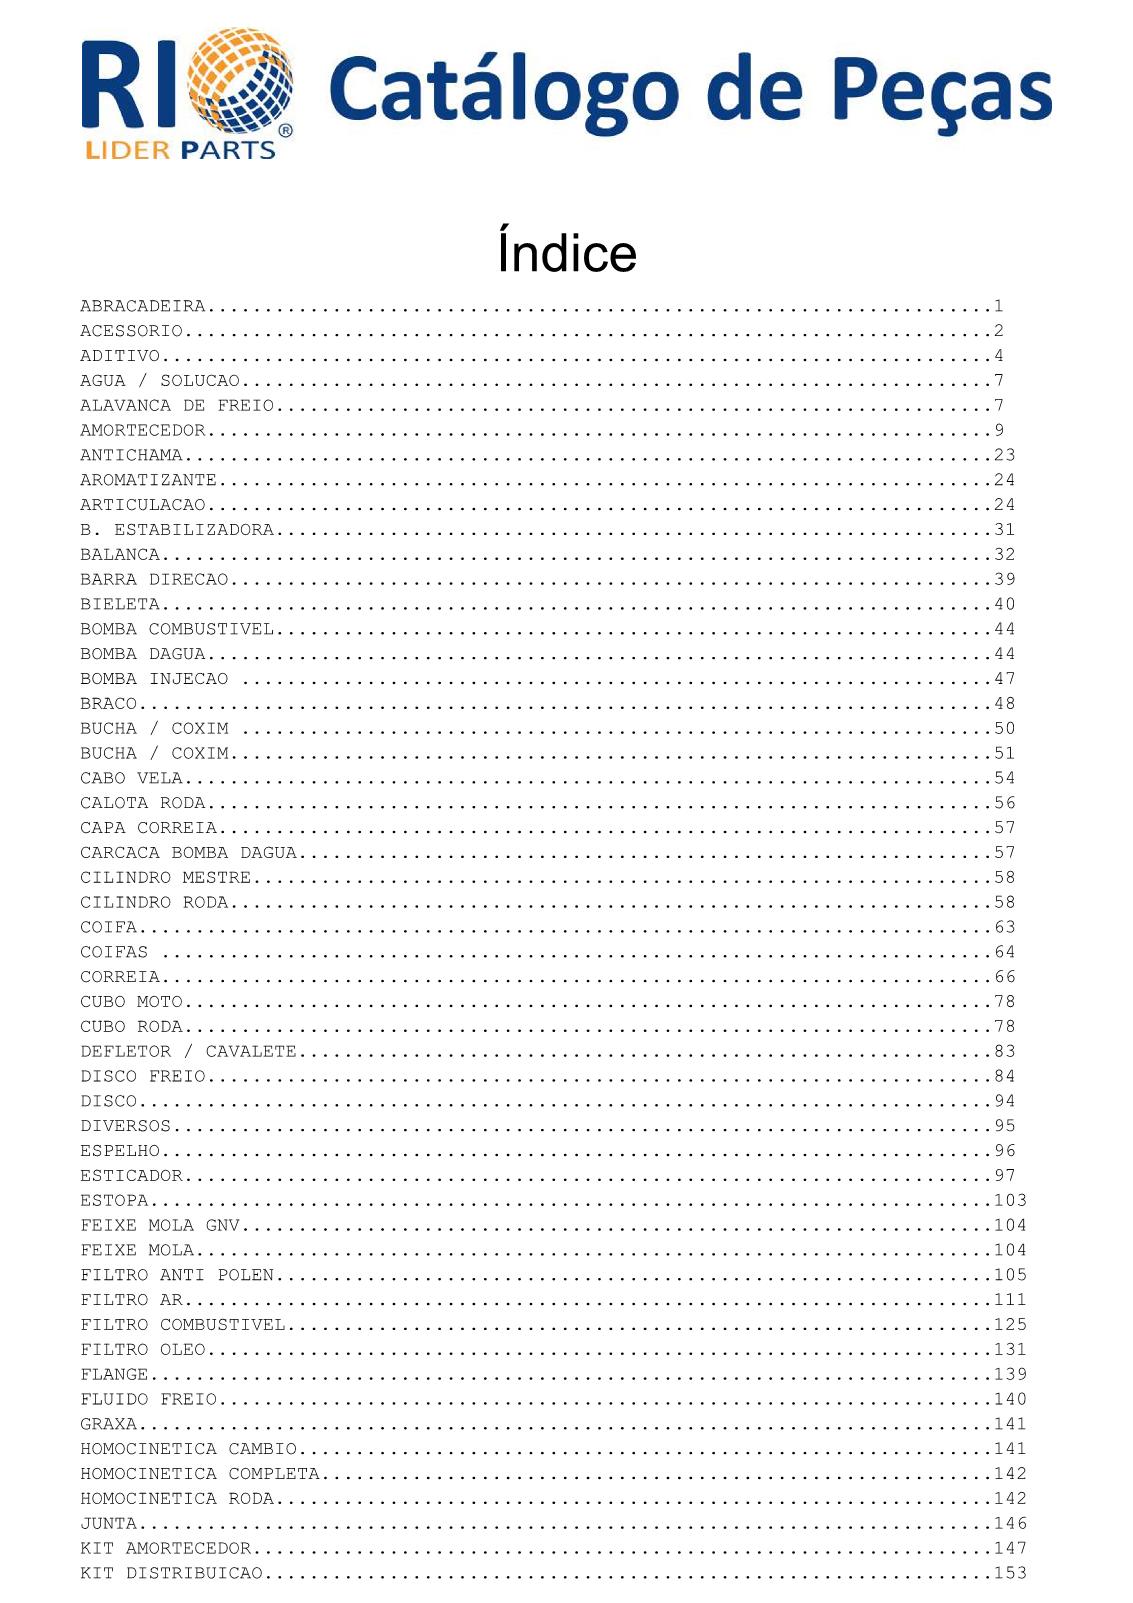 RIO® Catálogo de Peças
LIDER PARTS
Índice
ABRACADEIRA.....................................................................1
ACESSORIO.......................................................................2
ADITIVO.........................................................................4
AGUA / SOLUCAO..................................................................7
ALAVANCA DE FREIO...............................................................7
AMORTECEDOR.....................................................................9
ANTICHAMA.......................................................................23
AROMATIZANTE....................................................................24
ARTICULACAO.....................................................................24
B. ESTABILIZADORA...............................................................31
BALANCA.........................................................................32
BARRA DIRECAO...................................................................39
BIELETA.........................................................................40
BOMBA COMBUSTIVEL...............................................................44
BOMBA DAGUA.....................................................................44
BOMBA INJECAO ..................................................................47
BRACO...........................................................................48
BUCHA / COXIM ..................................................................50
BUCHA / COXIM...................................................................51
CABO VELA.......................................................................54
CALOTA RODA.....................................................................56
CAPA CORREIA....................................................................57
CARCACA BOMBA DAGUA.............................................................57
CILINDRO MESTRE.................................................................58
CILINDRO RODA...................................................................58
COIFA...........................................................................63
COIFAS .........................................................................64
CORREIA.........................................................................66
CUBO MOTO.......................................................................78
CUBO RODA.......................................................................78
DEFLETOR / CAVALETE.............................................................83
DISCO FREIO.....................................................................84
DISCO...........................................................................94
DIVERSOS........................................................................95
ESPELHO.........................................................................96
ESTICADOR.......................................................................97
ESTOPA..........................................................................103
FEIXE MOLA GNV..................................................................104
FEIXE MOLA......................................................................104
FILTRO ANTI POLEN...............................................................105
FILTRO AR.......................................................................111
FILTRO COMBUSTIVEL..............................................................125
FILTRO OLEO.....................................................................131
FLANGE..........................................................................139
FLUIDO FREIO....................................................................140
GRAXA...........................................................................141
HOMOCINETICA CAMBIO.............................................................141
HOMOCINETICA COMPLETA...........................................................142
HOMOCINETICA RODA...............................................................142
JUNTA...........................................................................146
KIT AMORTECEDOR.................................................................147
KIT DISTRIBUICAO................................................................153